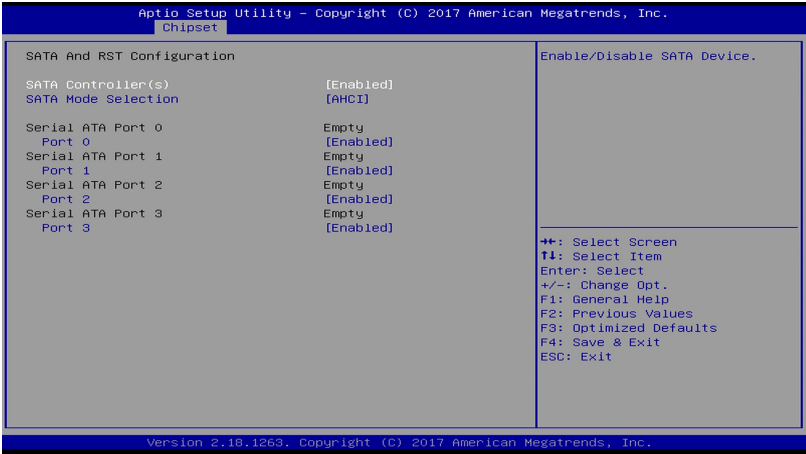 Aptio Setup Utility – Copyright (C) 2017 American Megatrends, Inc.
Chipset
SATA And RST Configuration
SATA Controller(s) [Enabled]
SATA Mode Selection [AHCI]
Serial ATA Port 0 Empty
Port 0 [Enabled]
Serial ATA Port 1 Empty
Port 1 [Enabled]
Serial ATA Port 2 Empty
Port 2 [Enabled]
Serial ATA Port 3 Empty
Port 3 [Enabled]
Enable/Disable SATA Device.
→←: Select Screen
↑↓: Select Item
Enter: Select
+/–: Change Opt.
F1: General Help
F2: Previous Values
F3: Optimized Defaults
F4: Save & Exit
ESC: Exit
Version 2.18.1263. Copyright (C) 2017 American Megatrends, Inc.